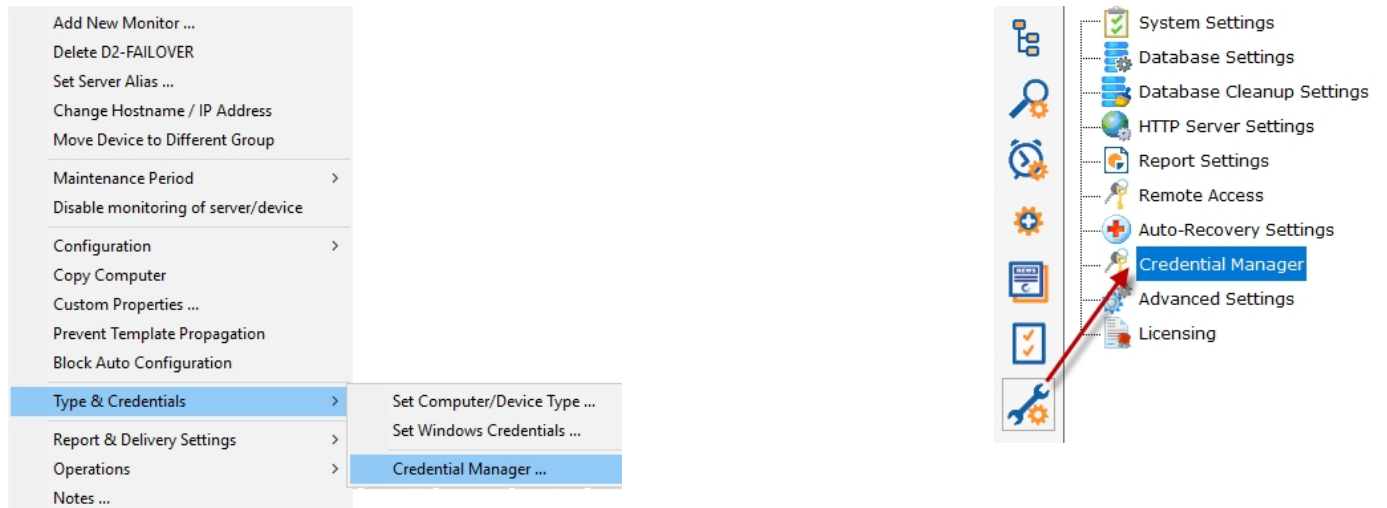 Add New Monitor ...
Delete D2-FAILOVER
Set Server Alias ...
Change Hostname / IP Address
Move Device to Different Group
Maintenance Period
Disable monitoring of server/device
Configuration
Copy Computer
Custom Properties ...
Prevent Template Propagation
Block Auto Configuration
Type & Credentials
Report & Delivery Settings
Operations
Notes ...
Set Computer/Device Type ...
Set Windows Credentials ...
Credential Manager ...
System Settings
Database Settings
Database Cleanup Settings
HTTP Server Settings
Report Settings
Remote Access
Auto-Recovery Settings
Credential Manager
Advanced Settings
Licensing
NEWS